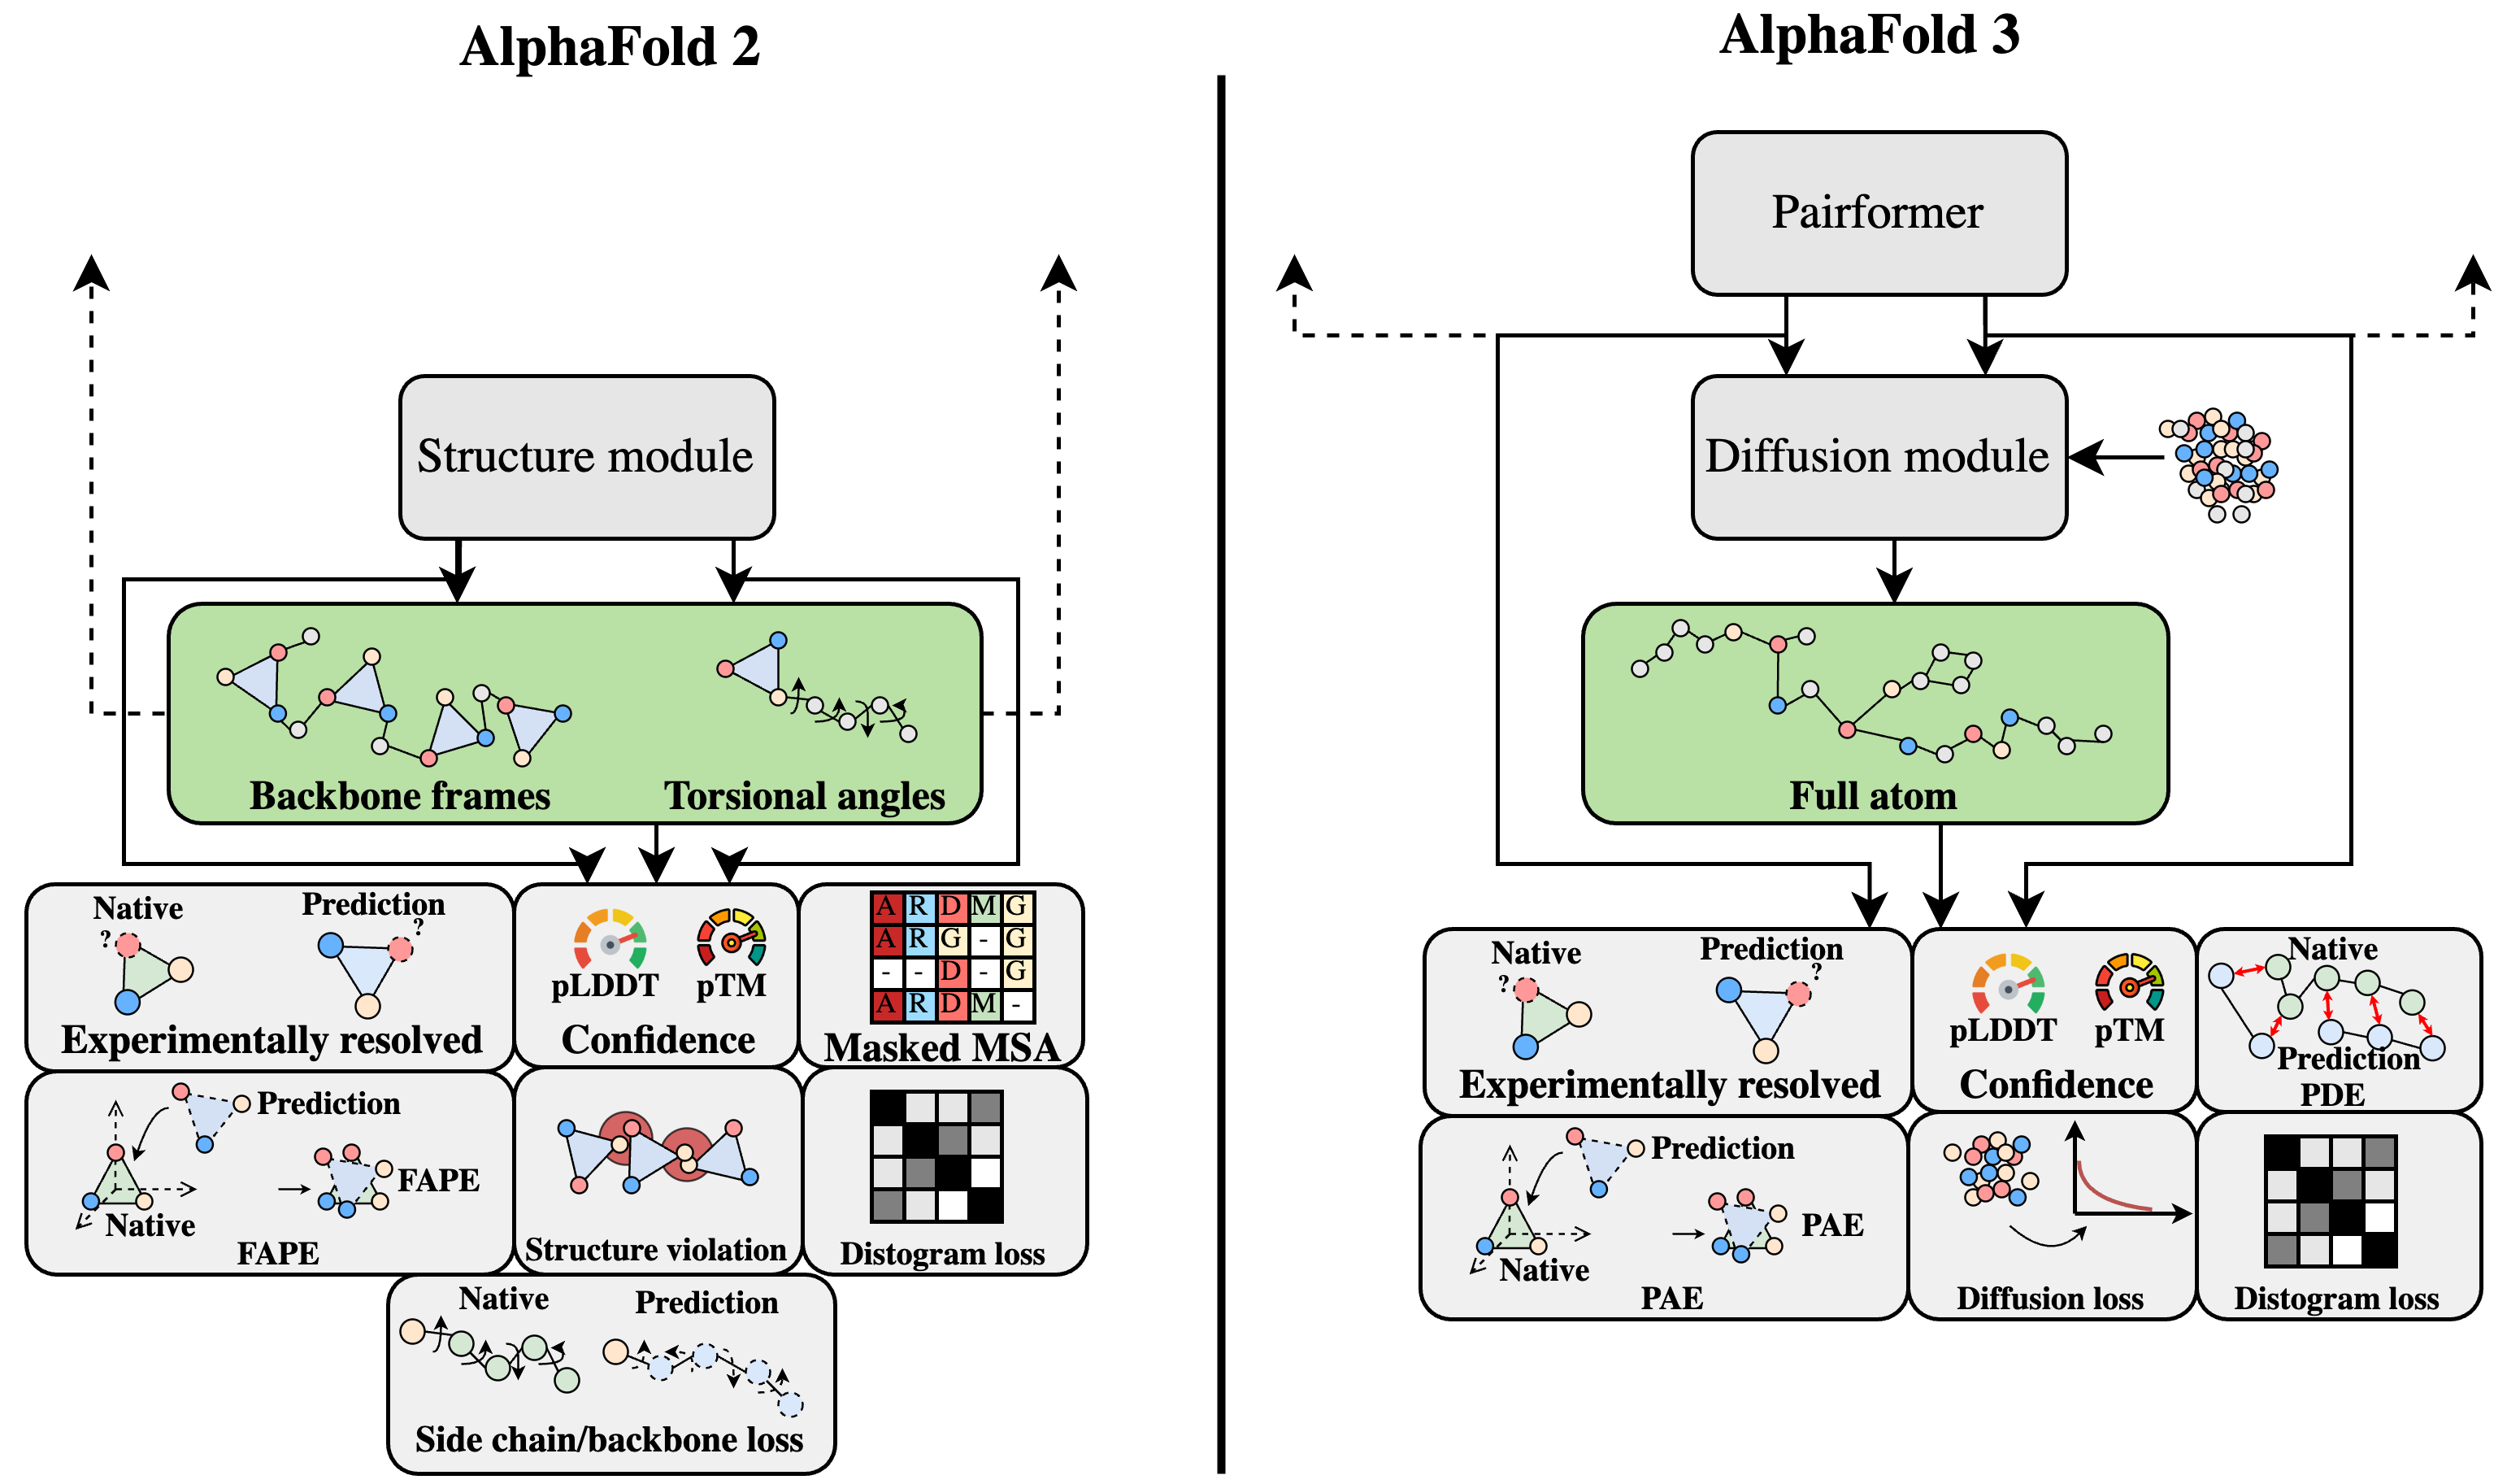 AlphaFold 2
Structure module
Backbone frames
Torsional angles
Native
Prediction
?
?
Experimentally resolved
pLDDT
pTM
Confidence
A R D M G
A R G - G
- - D - G
A R D M -
Masked MSA
Prediction
Native
FAPE
FAPE
Structure violation
Distogram loss
Native
Prediction
Side chain/backbone loss
AlphaFold 3
Pairformer
Diffusion module
Full atom
Native
Prediction
?
?
Experimentally resolved
pLDDT
pTM
Confidence
Native
Prediction
PDE
Prediction
Native
PAE
PAE
Diffusion loss
Distogram loss